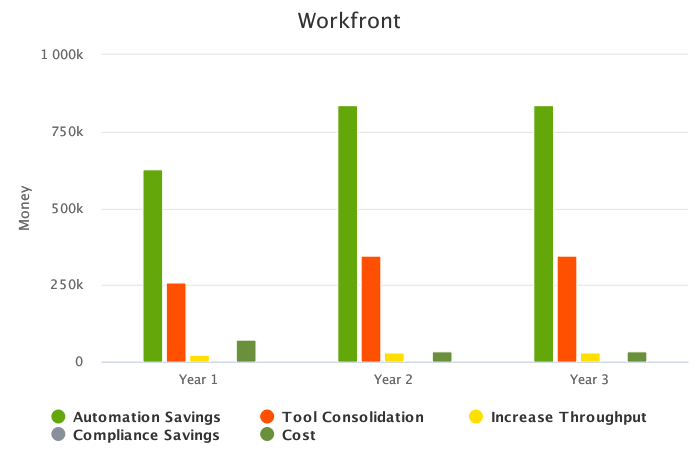 Workfront
1 000k
750k
500k
250k
0
Money
Year 1 Year 2 Year 3
Automation Savings Tool Consolidation Increase Throughput
Compliance Savings Cost